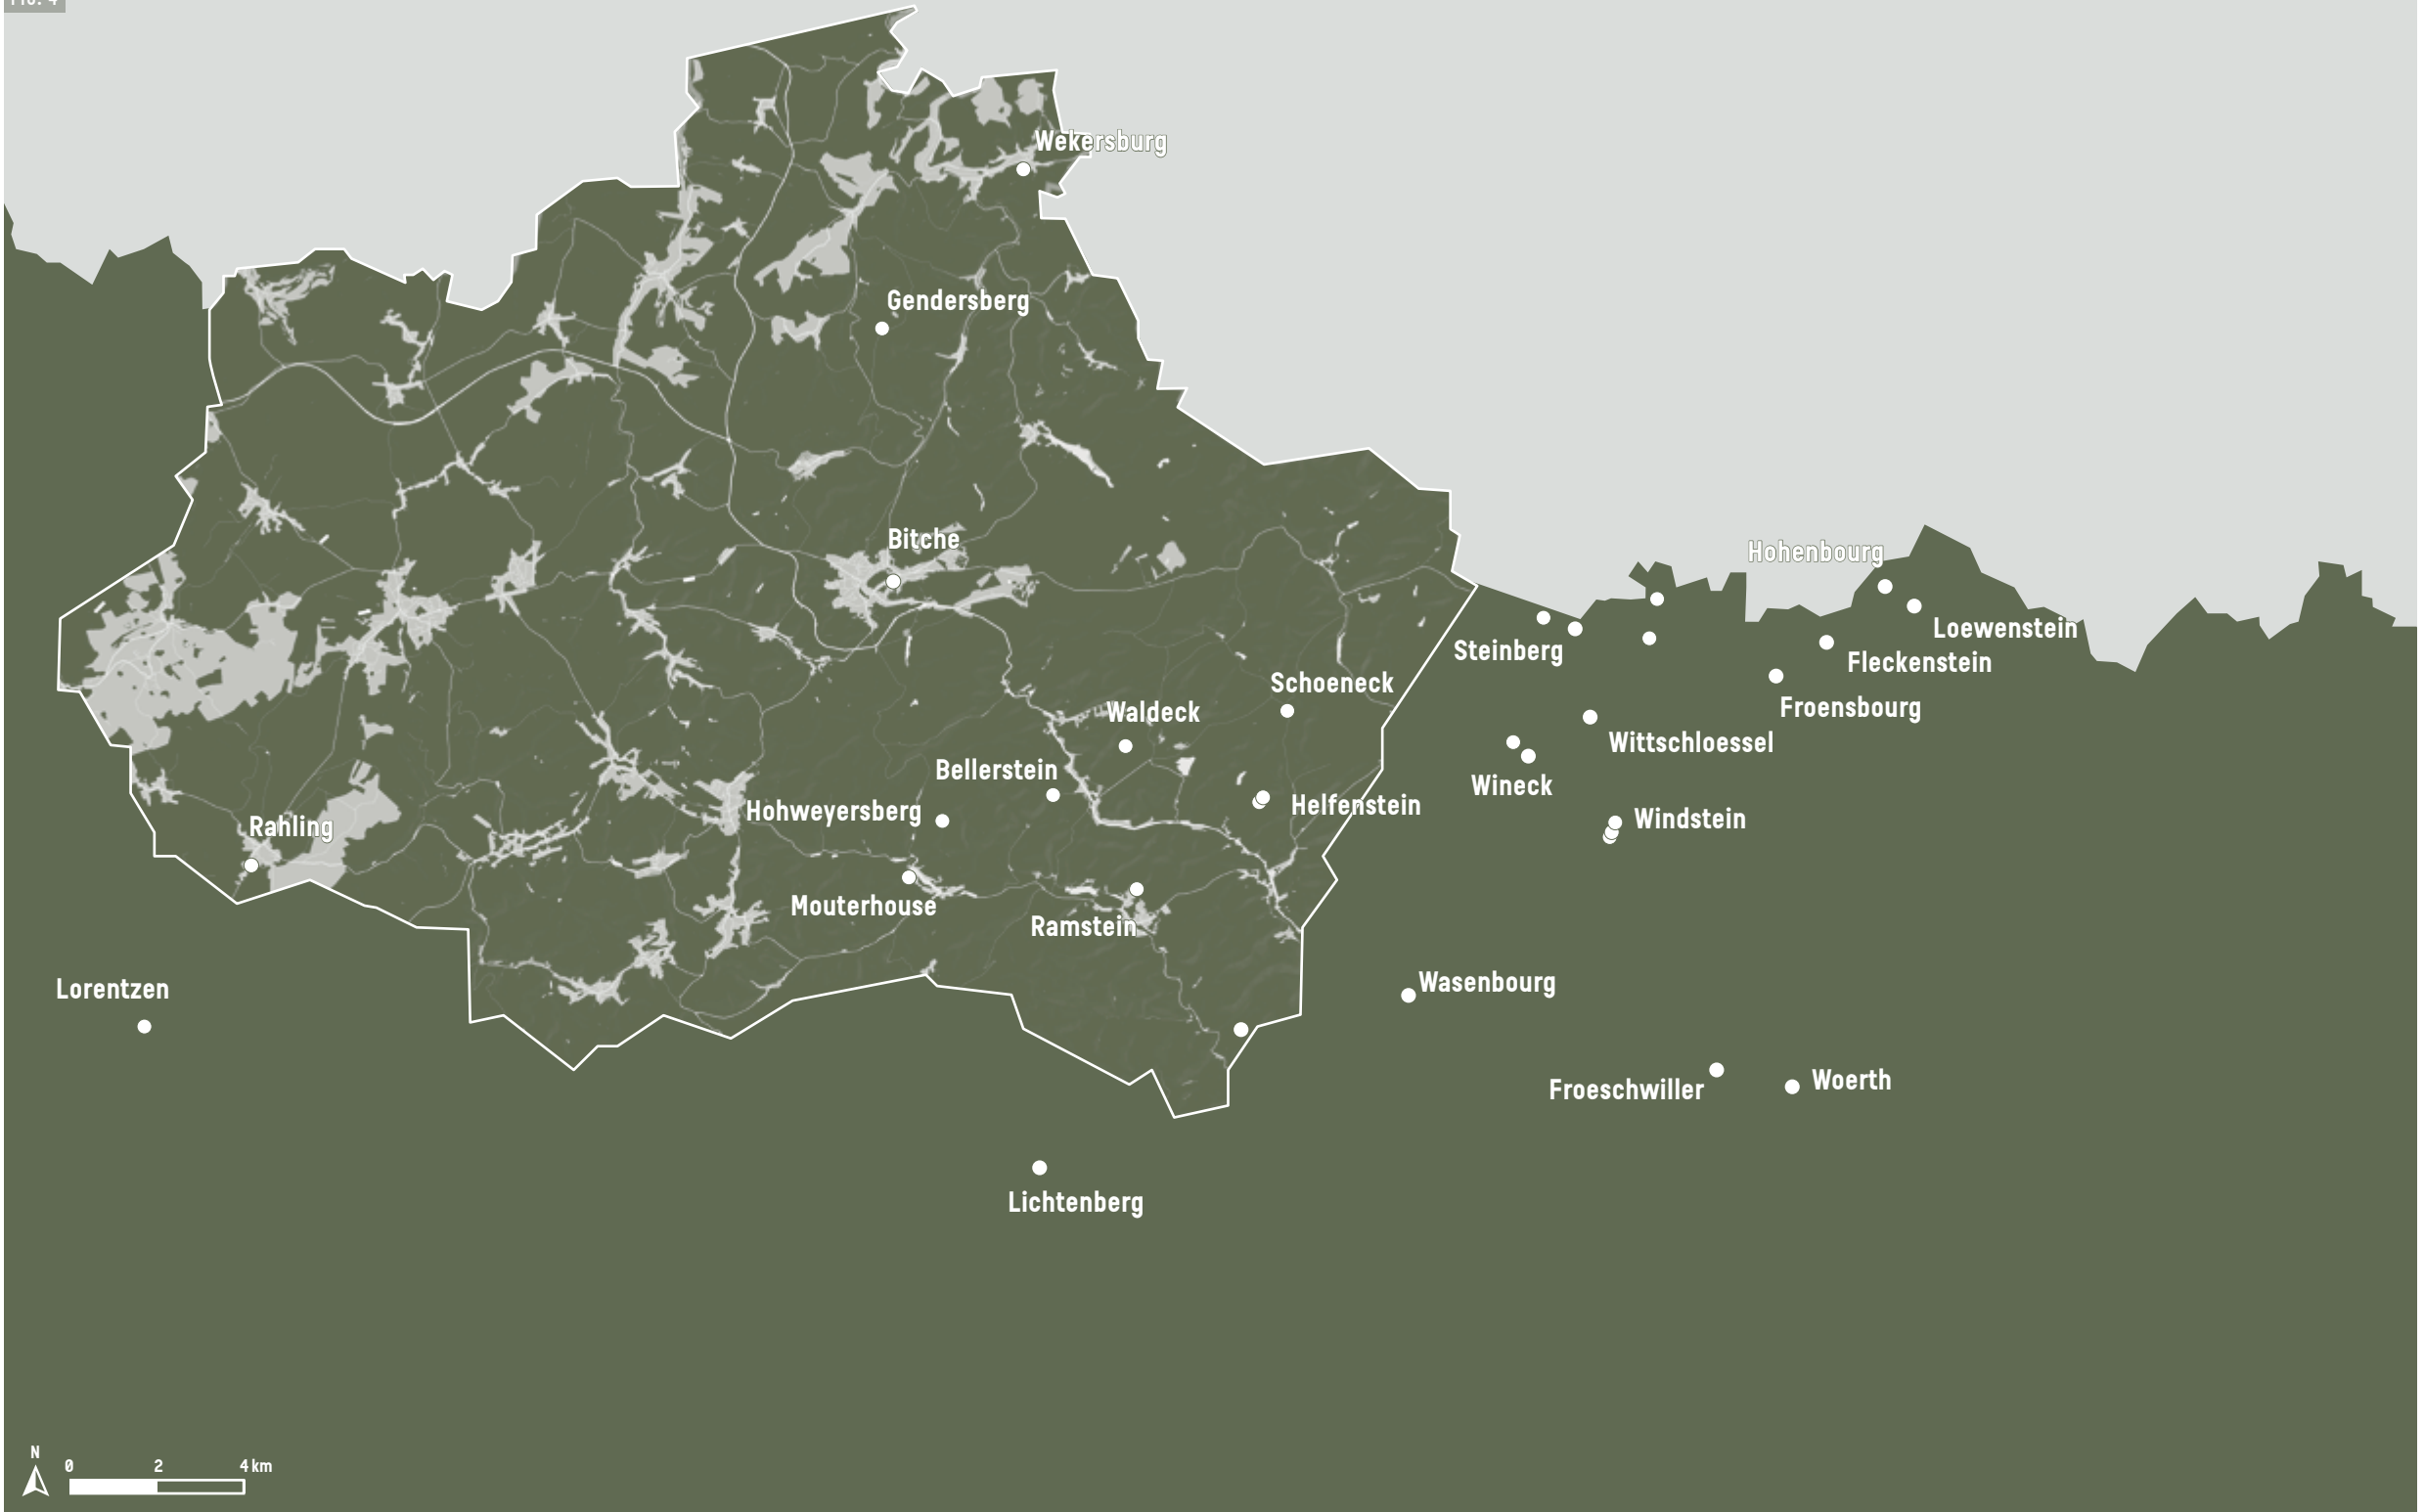 Wekersburg
Gendersberg
Bitche
Hohenbourg
Loewenstein
Steinberg
Fleckenstein
Schoeneck
Froensbourg
Waldeck
Wittschloessel
Bellerstein
Wineck
Hohweyersberg
Helfenstein
Windstein
Rahling
Mouterhouse
Ramstein
Wasenbourg
Lorentzen
Froeschwiller
Woerth
Lichtenberg
N
0 2 4 km